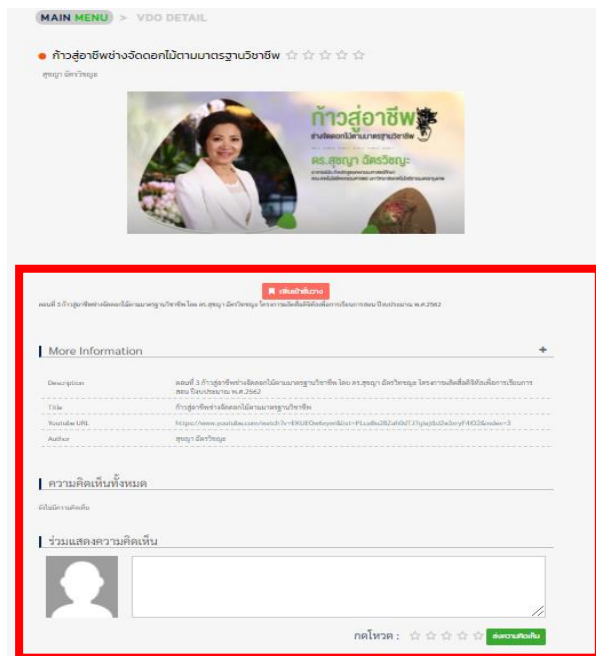 MAIN MENU > VDO DETAIL
ก้าวสู่อาชีพช่างจัดดอกไม้ตามมาตรฐานวิชาชีพ
สุชญา ฉัตรวิชญะ
ก้าวสู่อาชีพ
ช่างจัดดอกไม้ตามมาตรฐานวิชาชีพ
ดร.สุชญา ฉัตรวิชญะ
เพิ่มเข้าชั้นวาง
ตอนที่ 3 ก้าวสู่อาชีพช่างจัดดอกไม้ตามมาตรฐานวิชาชีพ โดย ดร.สุชญา ฉัตรวิชญะ โครงการผลิตสื่อดิจิทัลเพื่อการเรียนการสอน ปีงบประมาณ พ.ศ.2562
More Information +
Description ตอนที่ 3 ก้าวสู่อาชีพช่างจัดดอกไม้ตามมาตรฐานวิชาชีพ โดย ดร.สุชญา ฉัตรวิชญะ โครงการผลิตสื่อดิจิทัลเพื่อการเรียนการ
สอน ปีงบประมาณ พ.ศ.2562
Title ก้าวสู่อาชีพช่างจัดดอกไม้ตามมาตรฐานวิชาชีพ
Youtube URL
Author สุชญา ฉัตรวิชญะ
ความคิดเห็นทั้งหมด
ยังไม่มีความคิดเห็น
ร่วมแสดงความคิดเห็น
กดโหวต : ส่งความคิดเห็น